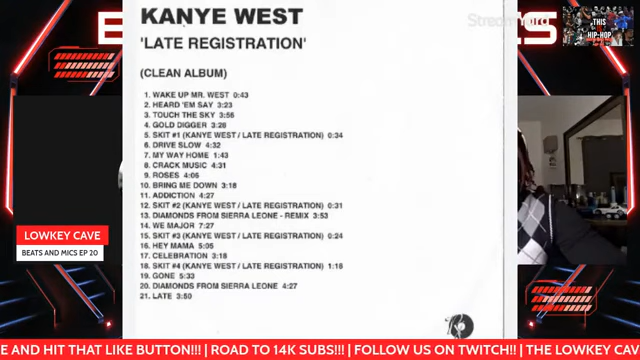 KANYE WEST
StreamYard
THIS
IS
HIP-HOP
'LATE REGISTRATION'
(CLEAN ALBUM)
1. WAKE UP MR. WEST 0:43
2. HEARD 'EM SAY 3:23
3. TOUCH THE SKY 3:56
4. GOLD DIGGER 3:28
5. SKIT #1 (KANYE WEST / LATE REGISTRATION) 0:34
6. DRIVE SLOW 4:32
7. MY WAY HOME 1:43
8. CRACK MUSIC 4:31
9. ROSES 4:06
10. BRING ME DOWN 3:18
11. ADDICTION 4:27
12. SKIT #2 (KANYE WEST / LATE REGISTRATION) 0:31
13. DIAMONDS FROM SIERRA LEONE - REMIX 3:53
14. WE MAJOR 7:27
15. SKIT #3 (KANYE WEST / LATE REGISTRATION) 0:24
16. HEY MAMA 5:05
17. CELEBRATION 3:18
18. SKIT #4 (KANYE WEST / LATE REGISTRATION) 1:18
19. GONE 5:33
20. DIAMONDS FROM SIERRA LEONE 4:27
21. LATE 3:50
LOWKEY CAVE
BEATS AND MICS EP 20
E AND HIT THAT LIKE BUTTON!!! | ROAD TO 14K SUBS!!! | FOLLOW US ON TWITCH!! | THE LOWKEY CAV